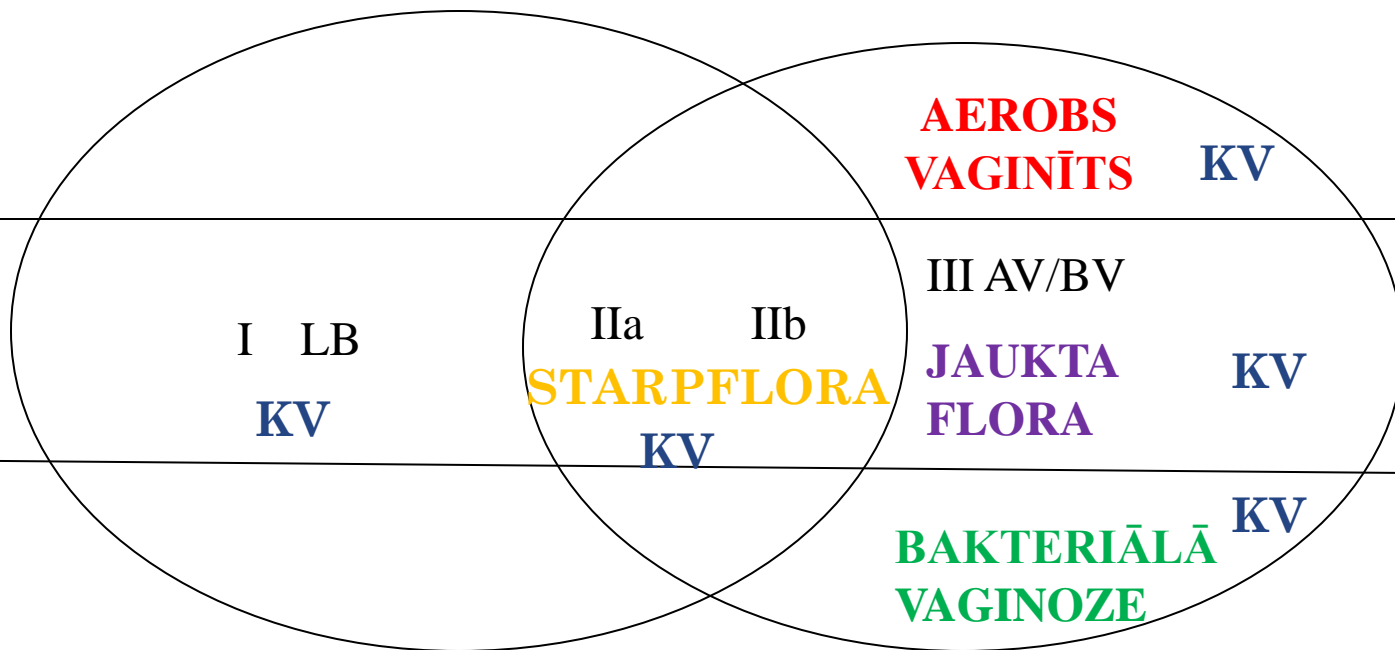 I LB
KV
IIa IIb
STARPFLORA
KV
AEROBS
VAGINĪTS
KV
III AV/BV
JAUKTA
FLORA
KV
KV
BAKTERIĀLĀ
VAGINOZE